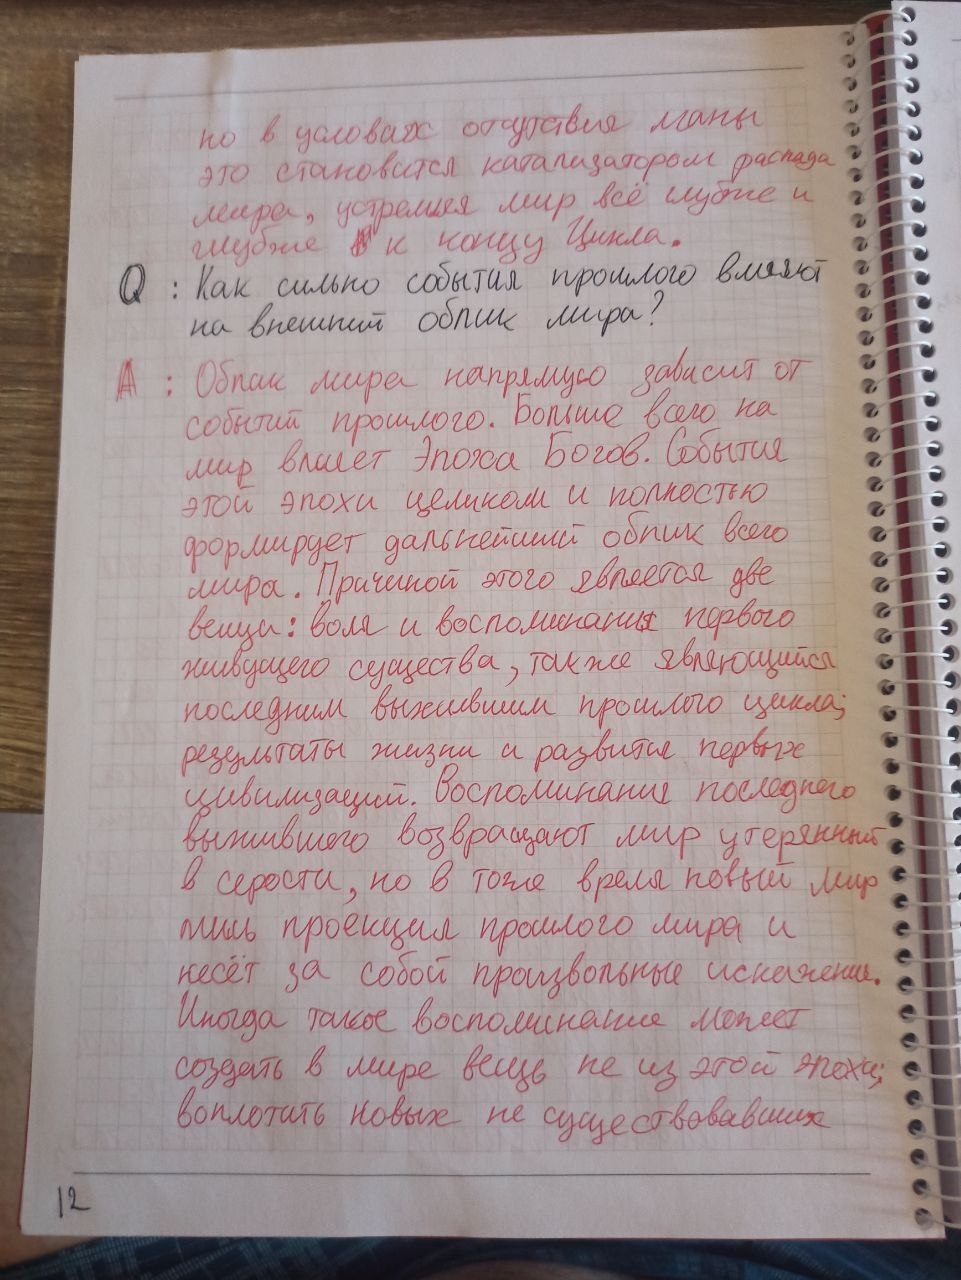 но в условиях отсутствия маны
это становится катализатором распада
мира, устремляя мир всё глубже и
глубже к концу Цикла.
Q: Как сильно события прошлого влияют
на внешний облик мира?
A: Облик мира напрямую зависит от
событий прошлого. Больше всего на
мир влияет Эпоха Богов. События
этой эпохи целиком и полностью
формирует дальнейший облик всего
мира. Причиной этого является две
вещи: воля и воспоминания первого
живущего существа, также являющийся
последним выжившим прошлого цикла;
результаты жизни и развития первых
цивилизаций. Воспоминание последнего
выжившего возвращают мир утерянный
в серости, но в тоже время новый мир
лишь проекция прошлого мира и
несёт за собой произвольные искажения.
Иногда такое воспоминание может
создать в мире вещь не из этой эпохи;
воплотить новых не существовавших
12